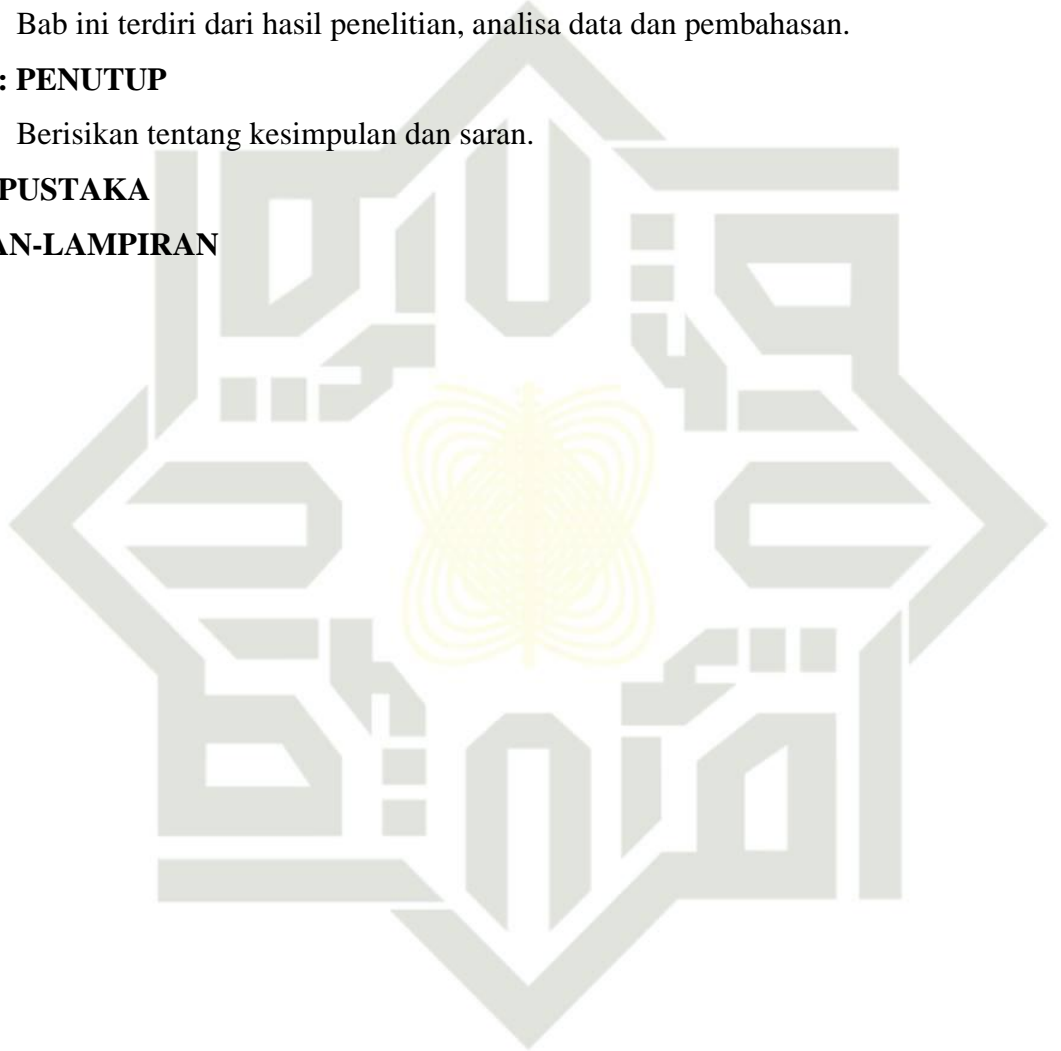 Bab ini terdiri dari hasil penelitian, analisa data dan pembahasan.
: PENUTUP
Berisikan tentang kesimpulan dan saran.
PUSTAKA
AN-LAMPIRAN